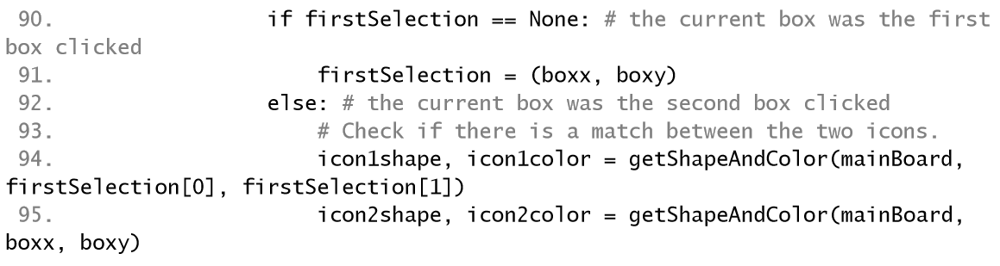 90. if firstSelection == None: # the current box was the first
box clicked
91. firstSelection = (boxx, boxy)
92. else: # the current box was the second box clicked
93. # Check if there is a match between the two icons.
94. icon1shape, icon1color = getShapeAndColor(mainBoard,
firstSelection[0], firstSelection[1])
95. icon2shape, icon2color = getShapeAndColor(mainBoard,
boxx, boxy)